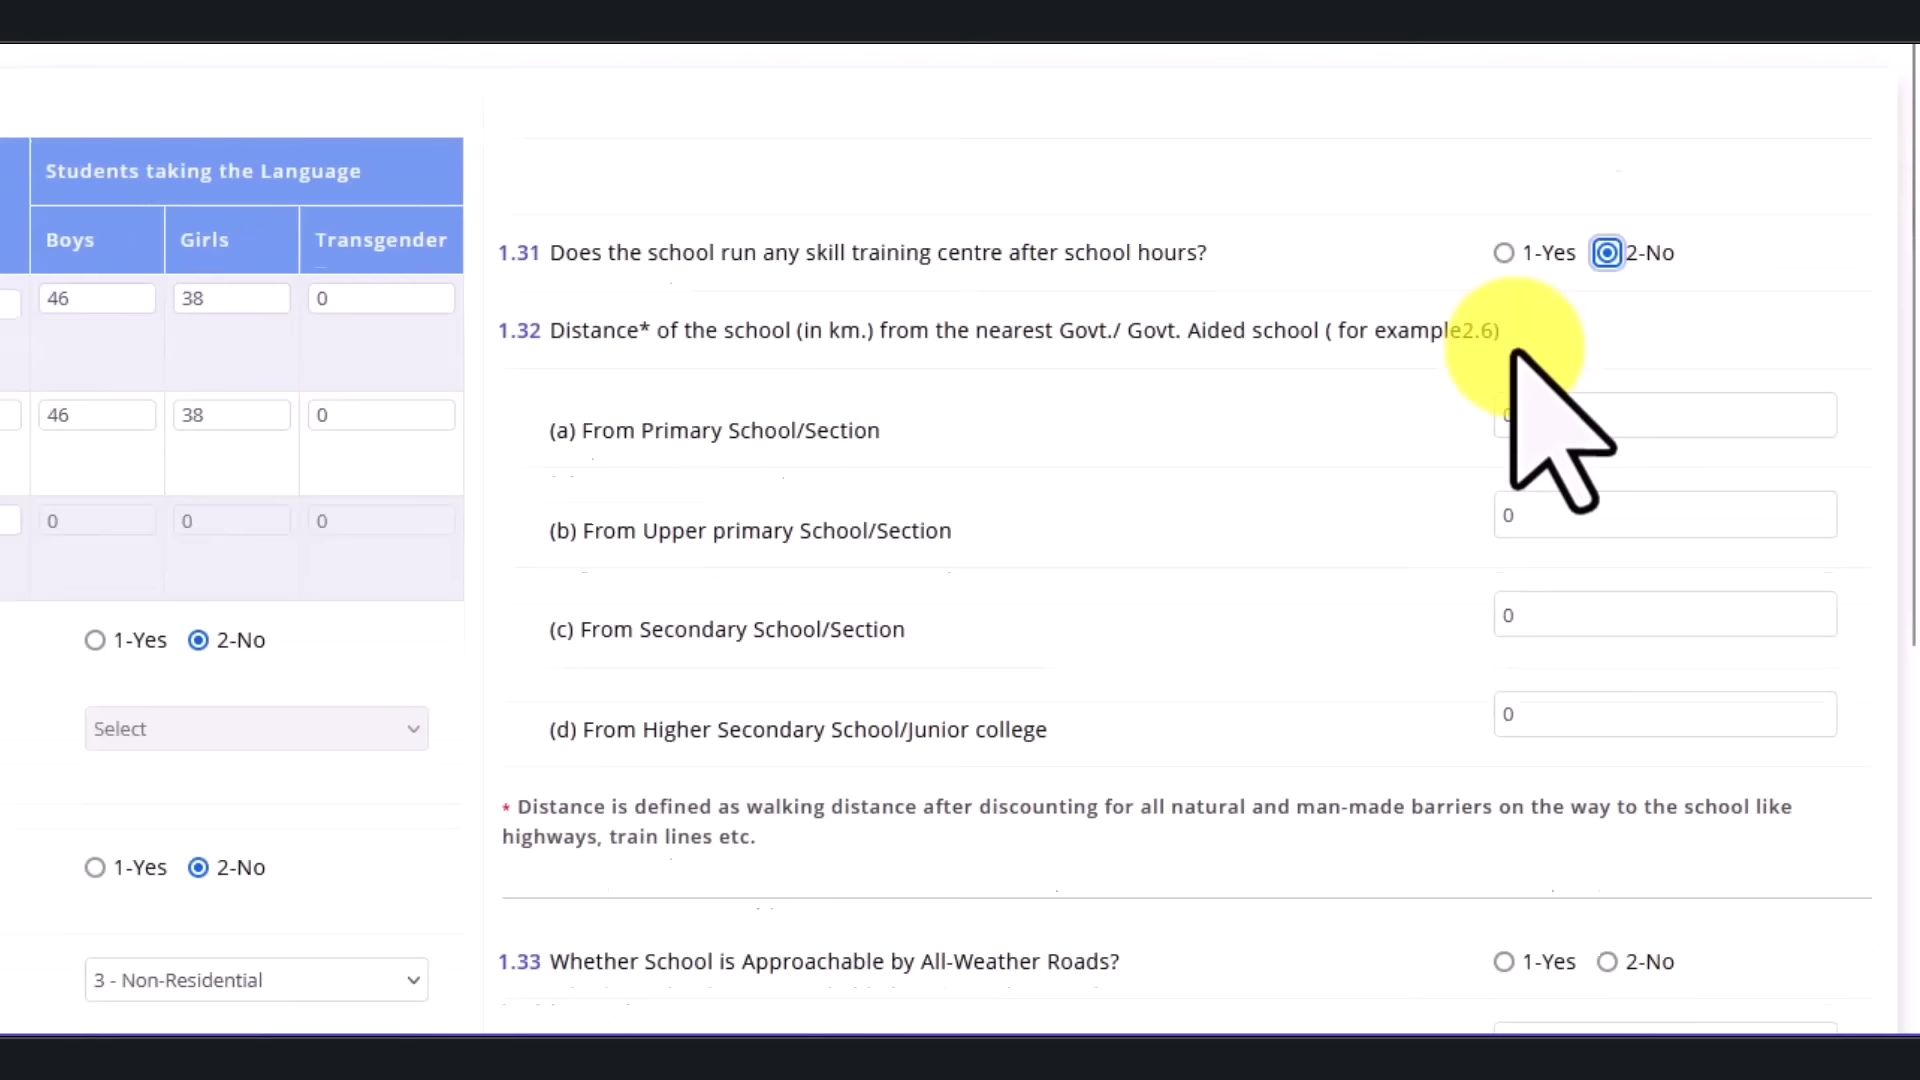 Students taking the Language
Boys Girls Transgender
46 38 0
46 38 0
0 0 0
1-Yes 2-No
Select
1-Yes 2-No
3 - Non-Residential
1.31 Does the school run any skill training centre after school hours? 1-Yes 2-No
1.32 Distance* of the school (in km.) from the nearest Govt./ Govt. Aided school ( for example2.6)
(a) From Primary School/Section
(b) From Upper primary School/Section 0
(c) From Secondary School/Section 0
(d) From Higher Secondary School/Junior college 0
* Distance is defined as walking distance after discounting for all natural and man-made barriers on the way to the school like
highways, train lines etc.
1.33 Whether School is Approachable by All-Weather Roads? 1-Yes 2-No